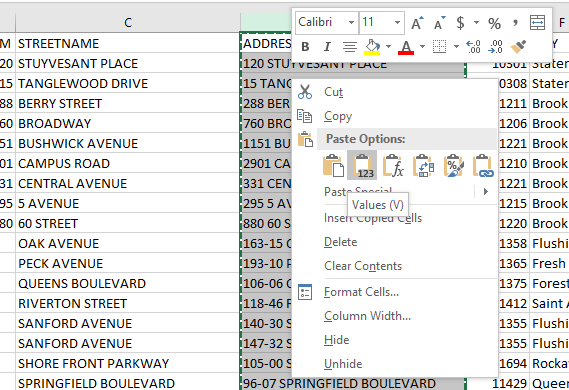 Calibri 11 A A $ % ,
B I A .00 .0
C F
M STREETNAME ADDRES Y
20 STUYVESANT PLACE 120 STUYVESANT PLACE 10301 Staten
15 TANGLEWOOD DRIVE 15 TANG 0308 Staten
88 BERRY STREET 288 BER 1211 Brook
60 BROADWAY 760 BRO 1206 Brook
51 BUSHWICK AVENUE 1151 BU 1221 Brook
01 CAMPUS ROAD 2901 CA 1210 Brook
31 CENTRAL AVENUE 331 CEN 1221 Brook
95 5 AVENUE 295 5 A 1215 Brook
80 60 STREET 880 60 S 1220 Brook
OAK AVENUE 163-15 1358 Flushi
PECK AVENUE 193-10 1365 Fresh
QUEENS BOULEVARD 106-06
RIVERTON STREET 118-46 1412 Saint
SANFORD AVENUE 140-30 S 1355 Flushi
SANFORD AVENUE 147-32 S 1355 Flushi
SHORE FRONT PARKWAY 105-00 S 1694 Rocka
SPRINGFIELD BOULEVARD 96-07 SPRINGFIELD BOULEVARD 11429 Queen
Cut
Copy
Paste Options:
123 fx %
Paste Special
Values (V)
Insert Copied Cells
Delete
Clear Contents
Format Cells...
Column Width...
Hide
Unhide